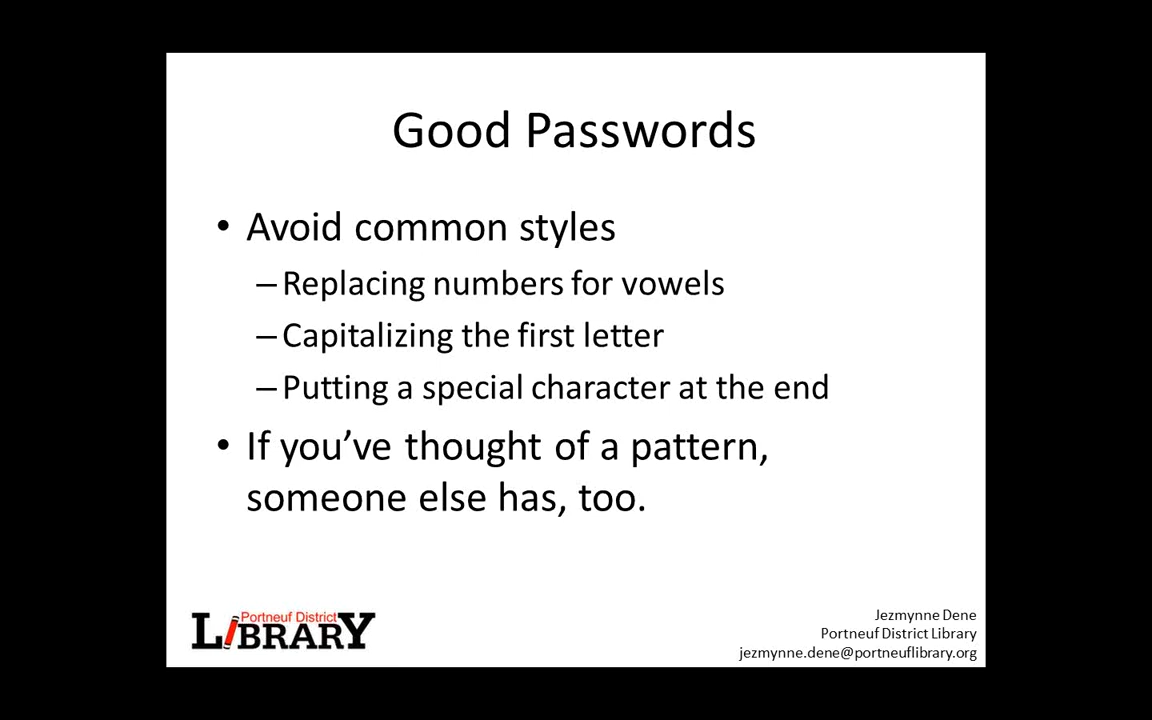 Good Passwords
• Avoid common styles
– Replacing numbers for vowels
– Capitalizing the first letter
– Putting a special character at the end
• If you’ve thought of a pattern,
someone else has, too.
Portneuf District
LIBRARY
Jezmynne Dene
Portneuf District Library
jezmynne.dene@portneuflibrary.org